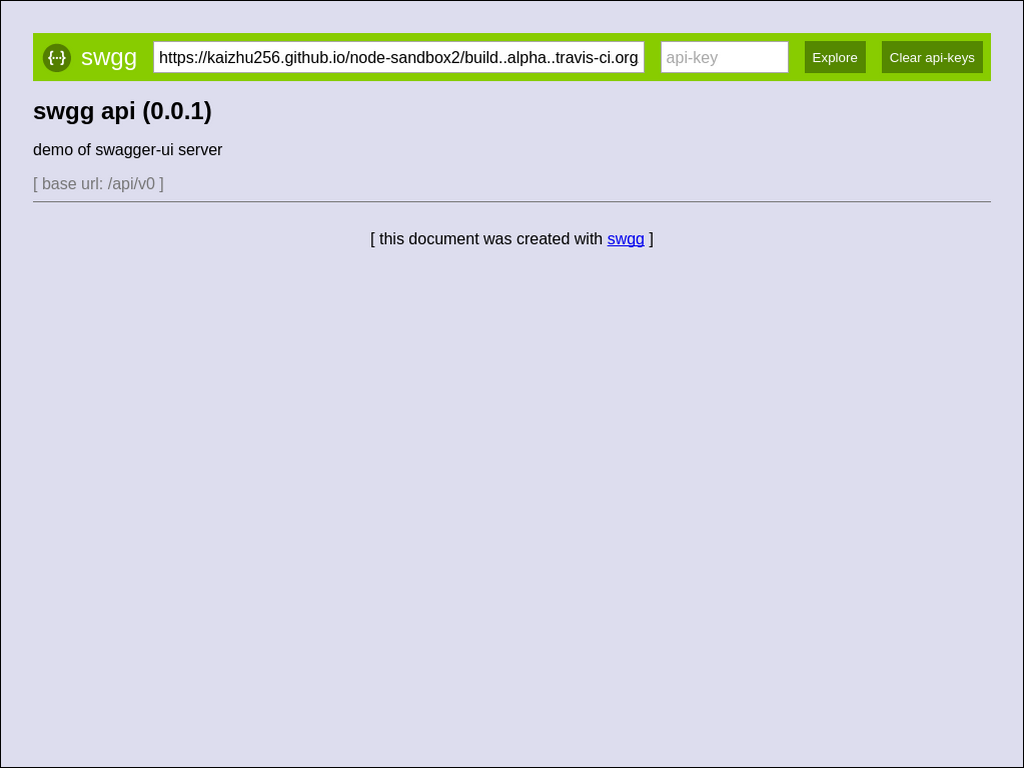 {··} swgg https://kaizhu256.github.io/node-sandbox2/build..alpha..travis-ci.org api-key Explore Clear api-keys
swgg api (0.0.1)
demo of swagger-ui server
[ base url: /api/v0 ]
[ this document was created with swgg ]